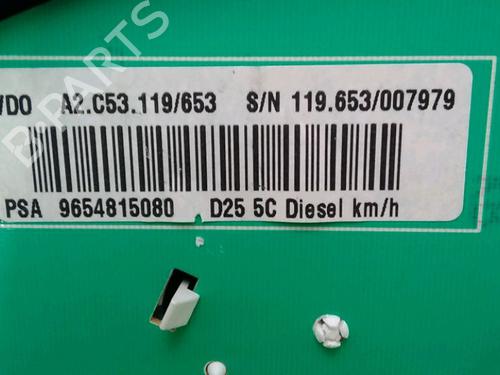 VDO A2.C53.119/653 S/N 119.653/007979
PSA 9654815080 D25 5C Diesel km/h
B PARTS